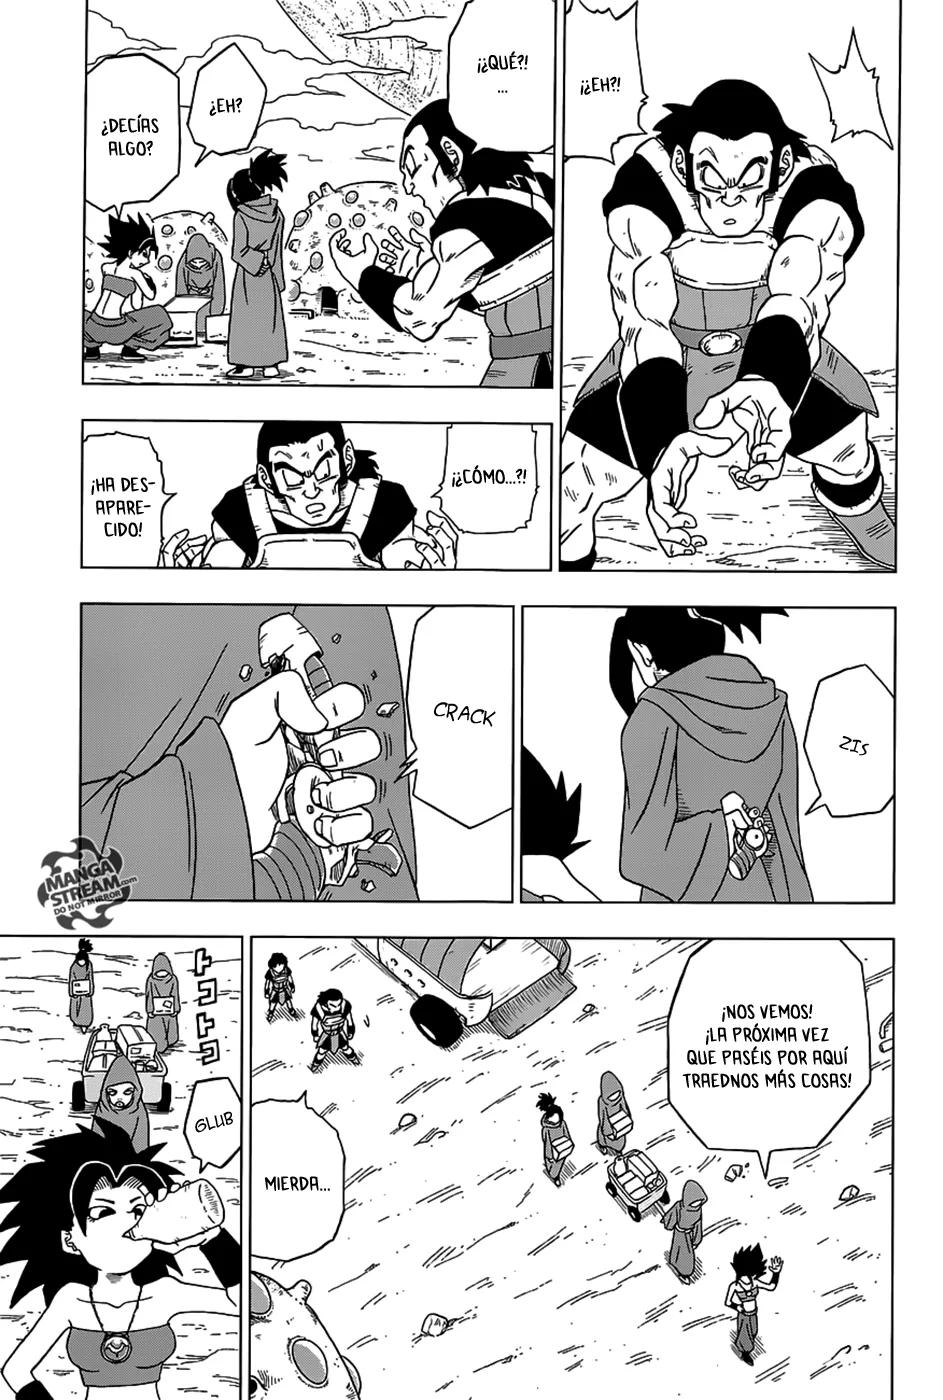 ¡¿EH?!
¡¿QUÉ?!
...
¿EH?
¿DECÍAS
ALGO?
¡¿CÓMO...?!
¡HA DES-
APARE-
CIDO!
ZIS
CRACK
MANGA
STREAM.com
DO NOT MIRROR
¡NOS VEMOS!
¡LA PRÓXIMA VEZ
QUE PASÉIS POR AQUÍ
TRAEDNOS MÁS COSAS!
MIERDA...
トコトコ
GLUB